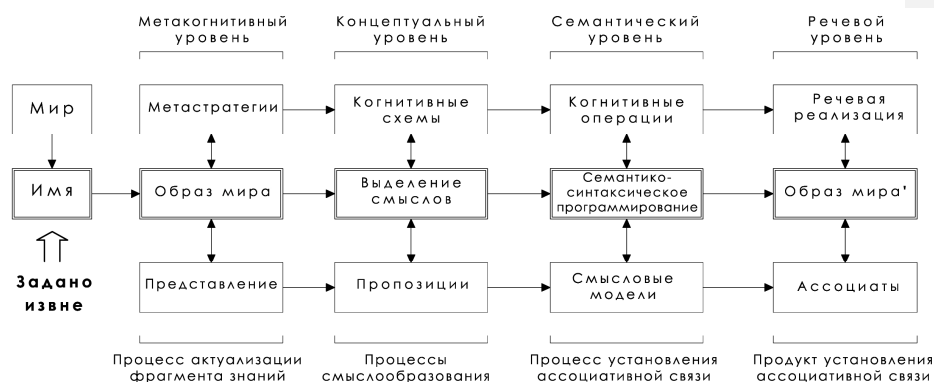 Метакогнитивный
уровень
Концептуальный
уровень
Семантический
уровень
Речевой
уровень
Мир
Метастратегии
Когнитивные
схемы
Когнитивные
операции
Речевая
реализация
Имя
Образ мира
Выделение
смыслов
Семантико-
синтаксическое
программирование
Образ мира'
Задано
извне
Представление
Пропозиции
Смысловые
модели
Ассоциаты
Процесс актуализации
фрагмента знаний
Процессы
смыслообразования
Процесс установления
ассоциативной связи
Продукт установления
ассоциативной связи